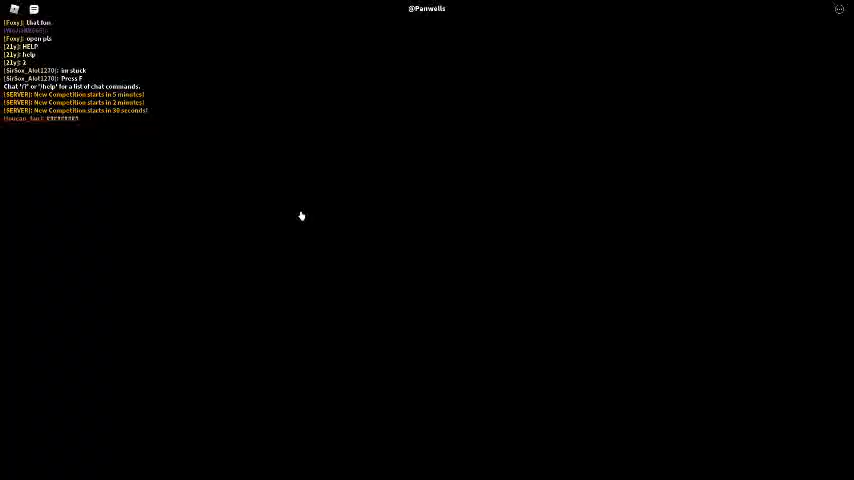 @Panwells
[Foxy]: that fun
[Foxy]: open pls
[21y]: HELP
[21y]: help
[21y]: 2
[SirSox_Alot1270]: im stuck
[SirSox_Alot1270]: Press F
Chat '/?' or '/help' for a list of chat commands.
[SERVER]: New Competition starts in 5 minutes!
[SERVER]: New Competition starts in 2 minutes!
[SERVER]: New Competition starts in 30 seconds!
#########